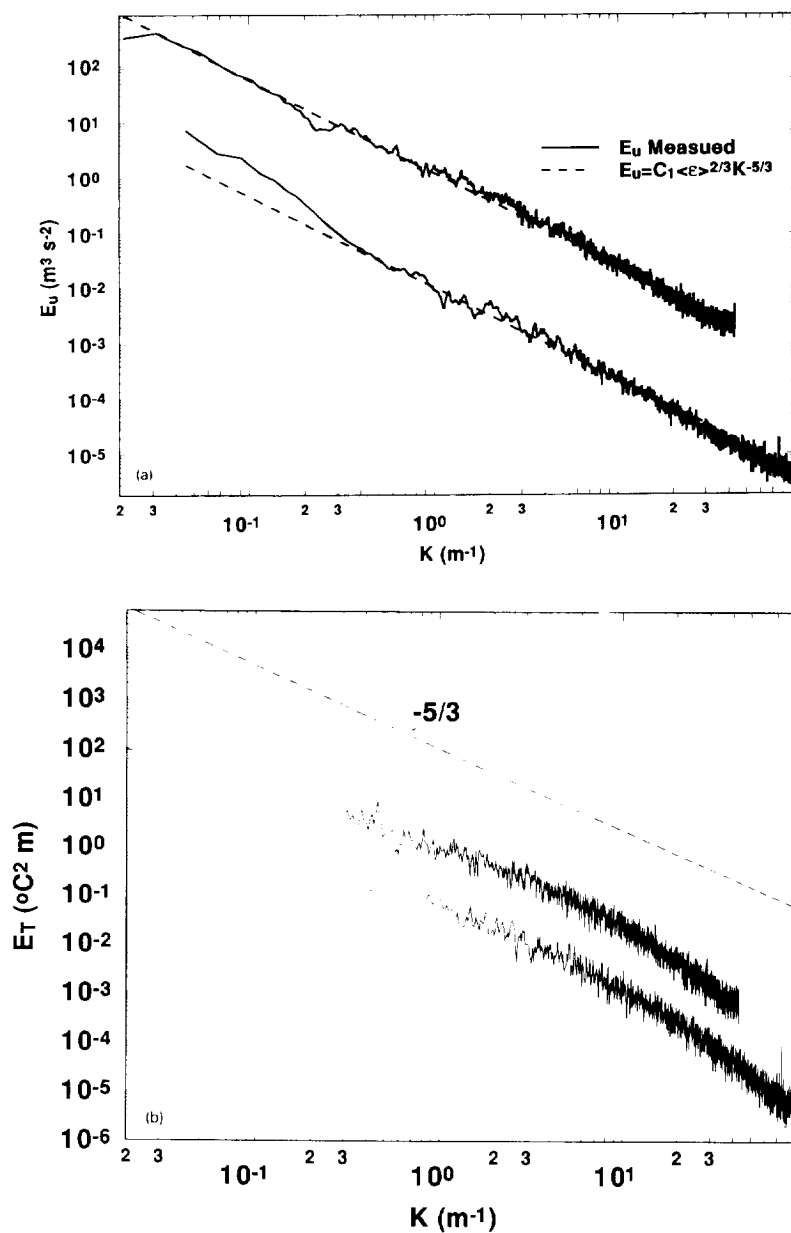 10²
10¹
10⁰
10⁻¹
10⁻²
10⁻³
10⁻⁴
10⁻⁵
Eᵤ (m³ s⁻²)
Eᵤ Measued
Eᵤ=C₁<ε>²/³K⁻⁵/³
(a)
2 3 10⁻¹ 2 3 10⁰ 2 3 10¹ 2 3
K (m⁻¹)
10⁴
10³
10²
10¹
10⁰
10⁻¹
10⁻²
10⁻³
10⁻⁴
10⁻⁵
10⁻⁶
E_T (°C² m)
-5/3
(b)
2 3 10⁻¹ 2 3 10⁰ 2 3 10¹ 2 3
K (m⁻¹)